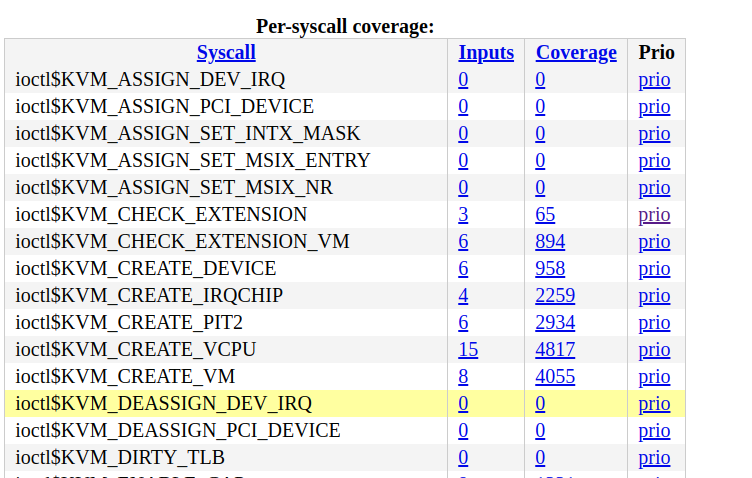 Per-syscall coverage:
Syscall Inputs Coverage Prio
ioctl$KVM_ASSIGN_DEV_IRQ 0 0 prio
ioctl$KVM_ASSIGN_PCI_DEVICE 0 0 prio
ioctl$KVM_ASSIGN_SET_INTX_MASK 0 0 prio
ioctl$KVM_ASSIGN_SET_MSIX_ENTRY 0 0 prio
ioctl$KVM_ASSIGN_SET_MSIX_NR 0 0 prio
ioctl$KVM_CHECK_EXTENSION 3 65 prio
ioctl$KVM_CHECK_EXTENSION_VM 6 894 prio
ioctl$KVM_CREATE_DEVICE 6 958 prio
ioctl$KVM_CREATE_IRQCHIP 4 2259 prio
ioctl$KVM_CREATE_PIT2 6 2934 prio
ioctl$KVM_CREATE_VCPU 15 4817 prio
ioctl$KVM_CREATE_VM 8 4055 prio
ioctl$KVM_DEASSIGN_DEV_IRQ 0 0 prio
ioctl$KVM_DEASSIGN_PCI_DEVICE 0 0 prio
ioctl$KVM_DIRTY_TLB 0 0 prio